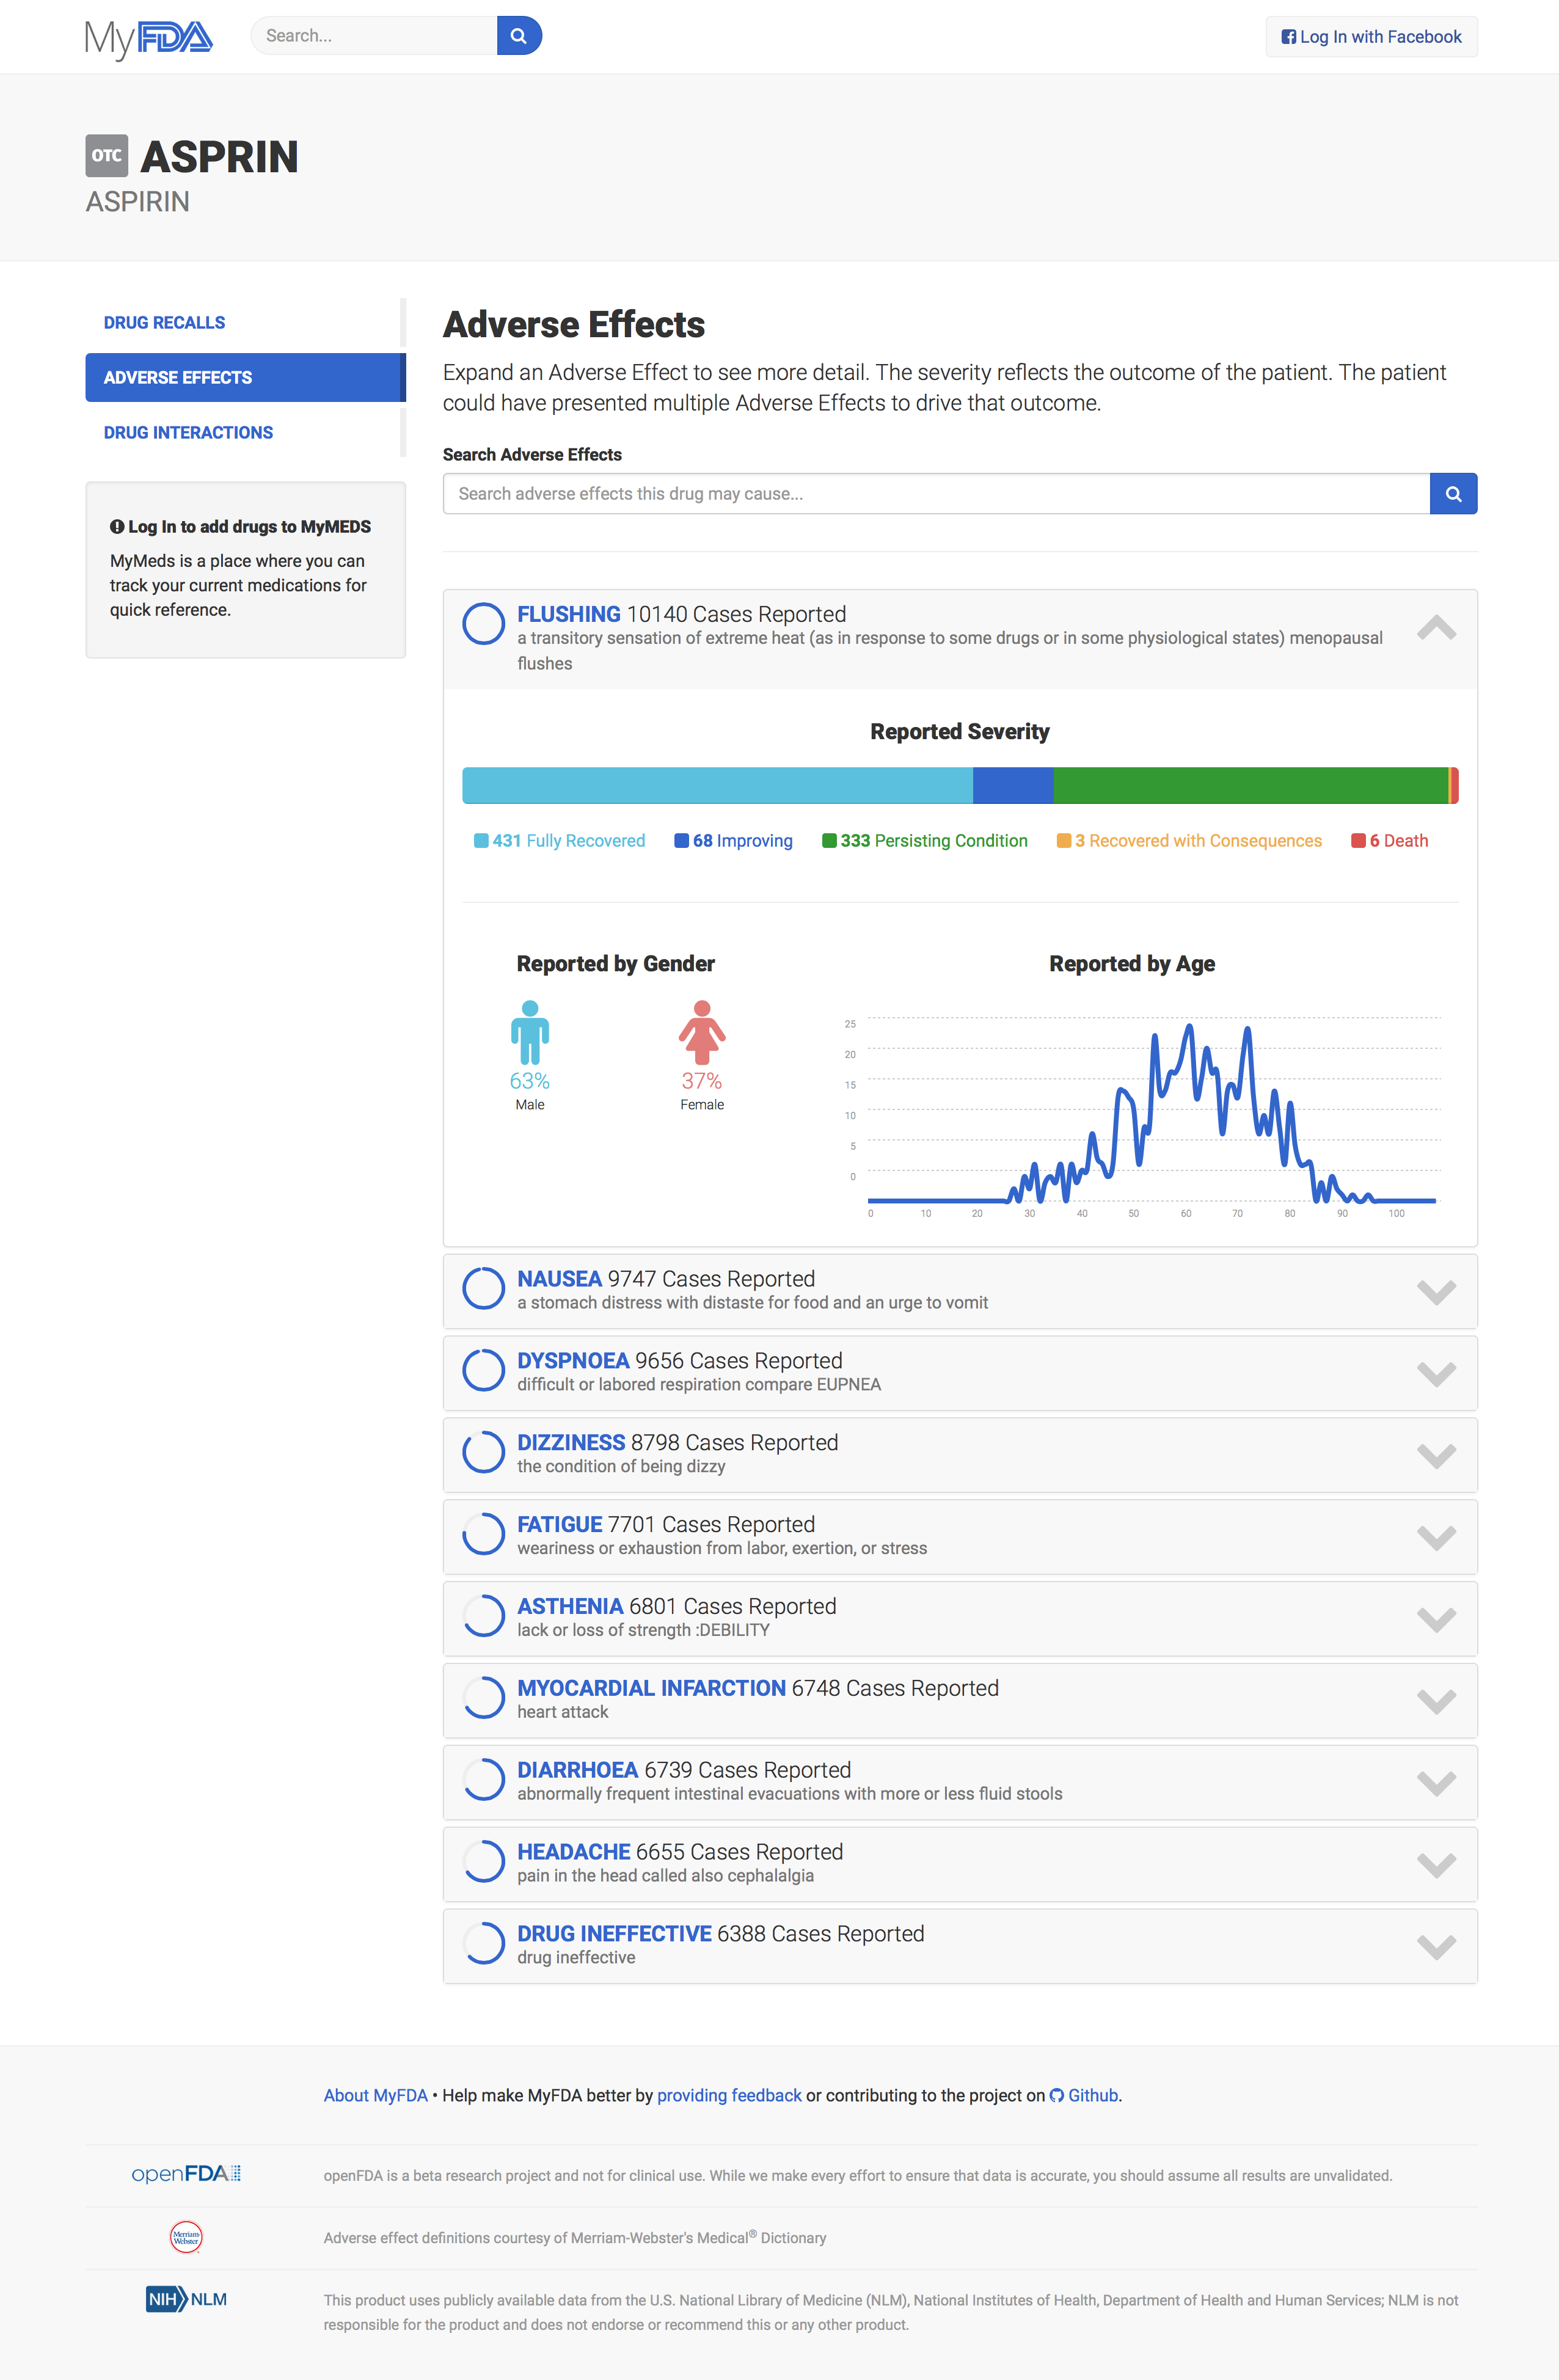 MyFDA
Search...
Log In with Facebook
OTC ASPRIN
ASPIRIN
DRUG RECALLS
ADVERSE EFFECTS
DRUG INTERACTIONS
Log In to add drugs to MyMEDS
MyMeds is a place where you can
track your current medications for
quick reference.
Adverse Effects
Expand an Adverse Effect to see more detail. The severity reflects the outcome of the patient. The patient
could have presented multiple Adverse Effects to drive that outcome.
Search Adverse Effects
Search adverse effects this drug may cause...
FLUSHING 10140 Cases Reported
a transitory sensation of extreme heat (as in response to some drugs or in some physiological states) menopausal
flushes
Reported Severity
431 Fully Recovered 68 Improving 333 Persisting Condition 3 Recovered with Consequences 6 Death
Reported by Gender
63%
Male
37%
Female
Reported by Age
25
20
15
10
5
0
0 10 20 30 40 50 60 70 80 90 100
NAUSEA 9747 Cases Reported
a stomach distress with distaste for food and an urge to vomit
DYSPNOEA 9656 Cases Reported
difficult or labored respiration compare EUPNEA
DIZZINESS 8798 Cases Reported
the condition of being dizzy
FATIGUE 7701 Cases Reported
weariness or exhaustion from labor, exertion, or stress
ASTHENIA 6801 Cases Reported
lack or loss of strength :DEBILITY
MYOCARDIAL INFARCTION 6748 Cases Reported
heart attack
DIARRHOEA 6739 Cases Reported
abnormally frequent intestinal evacuations with more or less fluid stools
HEADACHE 6655 Cases Reported
pain in the head called also cephalalgia
DRUG INEFFECTIVE 6388 Cases Reported
drug ineffective
About MyFDA • Help make MyFDA better by providing feedback or contributing to the project on Github.
openFDA
openFDA is a beta research project and not for clinical use. While we make every effort to ensure that data is accurate, you should assume all results are unvalidated.
Merriam-
Webster
Adverse effect definitions courtesy of Merriam-Webster's Medical® Dictionary
NIH NLM
This product uses publicly available data from the U.S. National Library of Medicine (NLM), National Institutes of Health, Department of Health and Human Services; NLM is not
responsible for the product and does not endorse or recommend this or any other product.